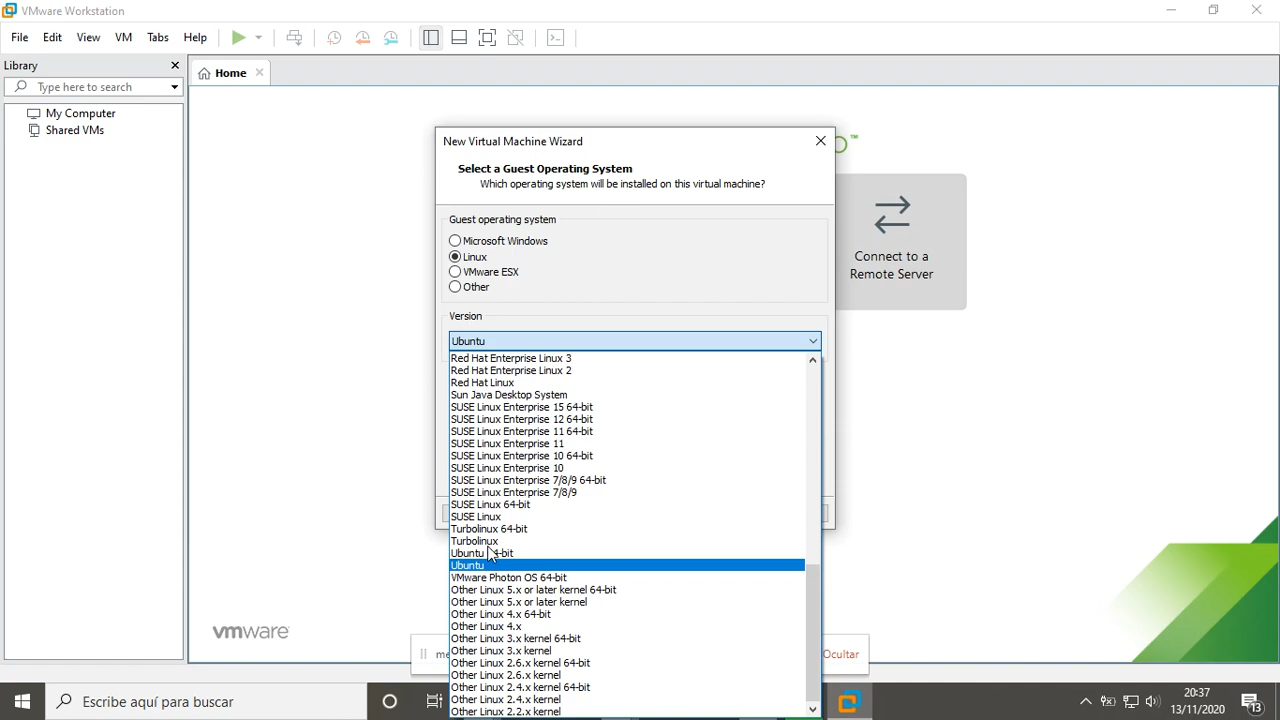 VMware Workstation
File Edit View VM Tabs Help
Library
Type here to search
My Computer
Shared VMs
Home
New Virtual Machine Wizard
Select a Guest Operating System
Which operating system will be installed on this virtual machine?
Guest operating system
Microsoft Windows
Linux
VMware ESX
Other
Version
Ubuntu
Red Hat Enterprise Linux 3
Red Hat Enterprise Linux 2
Red Hat Linux
Sun Java Desktop System
SUSE Linux Enterprise 15 64-bit
SUSE Linux Enterprise 12 64-bit
SUSE Linux Enterprise 11 64-bit
SUSE Linux Enterprise 11
SUSE Linux Enterprise 10 64-bit
SUSE Linux Enterprise 10
SUSE Linux Enterprise 7/8/9 64-bit
SUSE Linux Enterprise 7/8/9
SUSE Linux 64-bit
SUSE Linux
Turbolinux 64-bit
Turbolinux
Ubuntu 64-bit
Ubuntu
VMware Photon OS 64-bit
Other Linux 5.x or later kernel 64-bit
Other Linux 5.x or later kernel
Other Linux 4.x 64-bit
Other Linux 4.x
Other Linux 3.x kernel 64-bit
Other Linux 3.x kernel
Other Linux 2.6.x kernel 64-bit
Other Linux 2.6.x kernel
Other Linux 2.4.x kernel 64-bit
Other Linux 2.4.x kernel
Other Linux 2.2.x kernel
Connect to a
Remote Server
vmware
Ocultar
Escribe aquí para buscar
20:37
13/11/2020
13